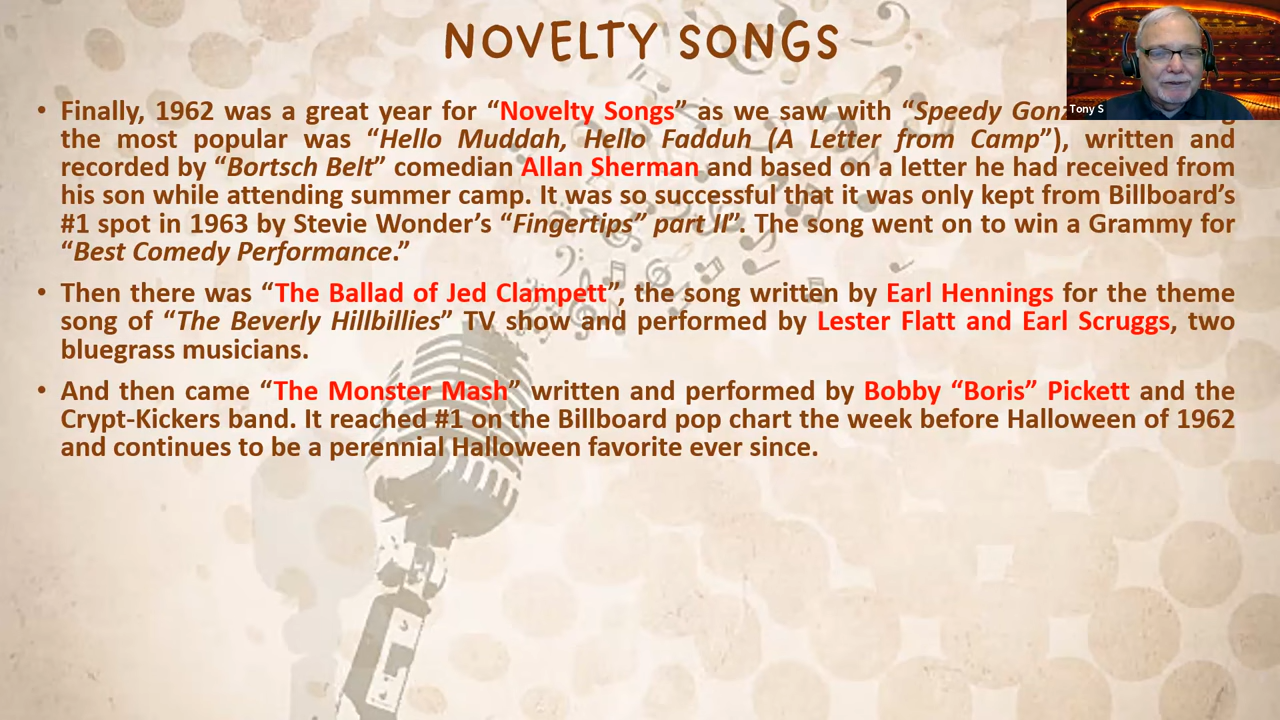 NOVELTY SONGS
Tony S
• Finally, 1962 was a great year for “Novelty Songs” as we saw with “Speedy
the most popular was “Hello Muddah, Hello Fadduh (A Letter from Camp”), written and
recorded by “Bortsch Belt” comedian Allan Sherman and based on a letter he had received from
his son while attending summer camp. It was so successful that it was only kept from Billboard’s
#1 spot in 1963 by Stevie Wonder’s “Fingertips” part II”. The song went on to win a Grammy for
“Best Comedy Performance.”
• Then there was “The Ballad of Jed Clampett”, the song written by Earl Hennings for the theme
song of “The Beverly Hillbillies” TV show and performed by Lester Flatt and Earl Scruggs, two
bluegrass musicians.
• And then came “The Monster Mash” written and performed by Bobby “Boris” Pickett and the
Crypt-Kickers band. It reached #1 on the Billboard pop chart the week before Halloween of 1962
and continues to be a perennial Halloween favorite ever since.